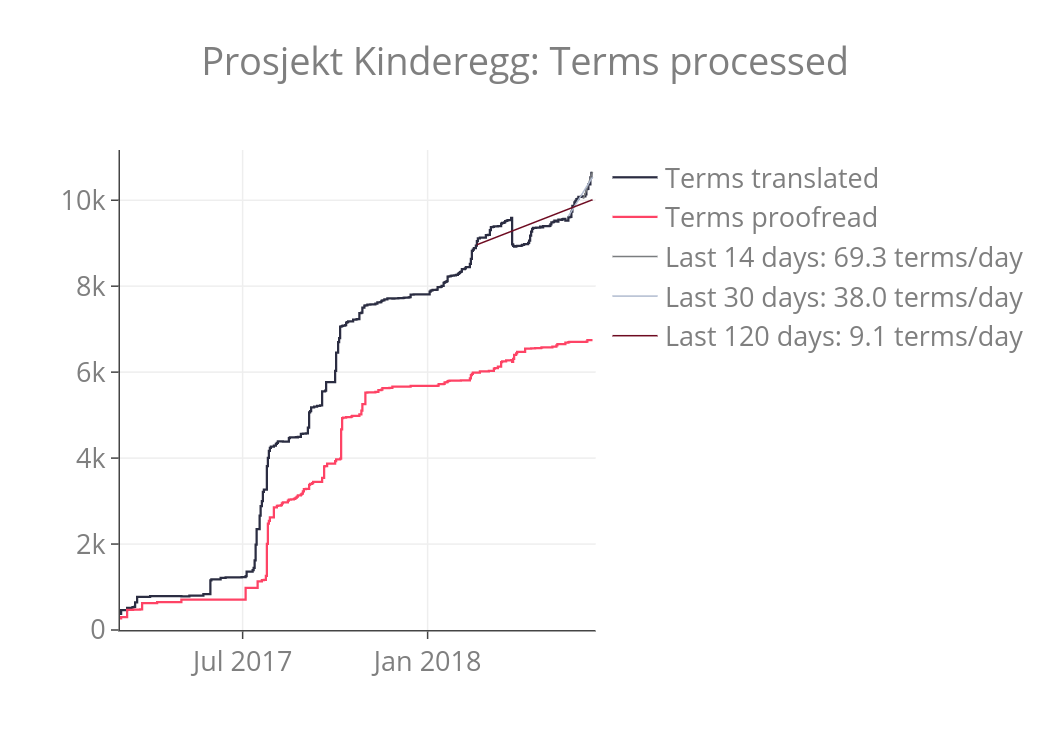 Prosjekt Kinderegg: Terms processed
Terms translated
Terms proofread
Last 14 days: 69.3 terms/day
Last 30 days: 38.0 terms/day
Last 120 days: 9.1 terms/day
10k
8k
6k
4k
2k
0
Jul 2017
Jan 2018